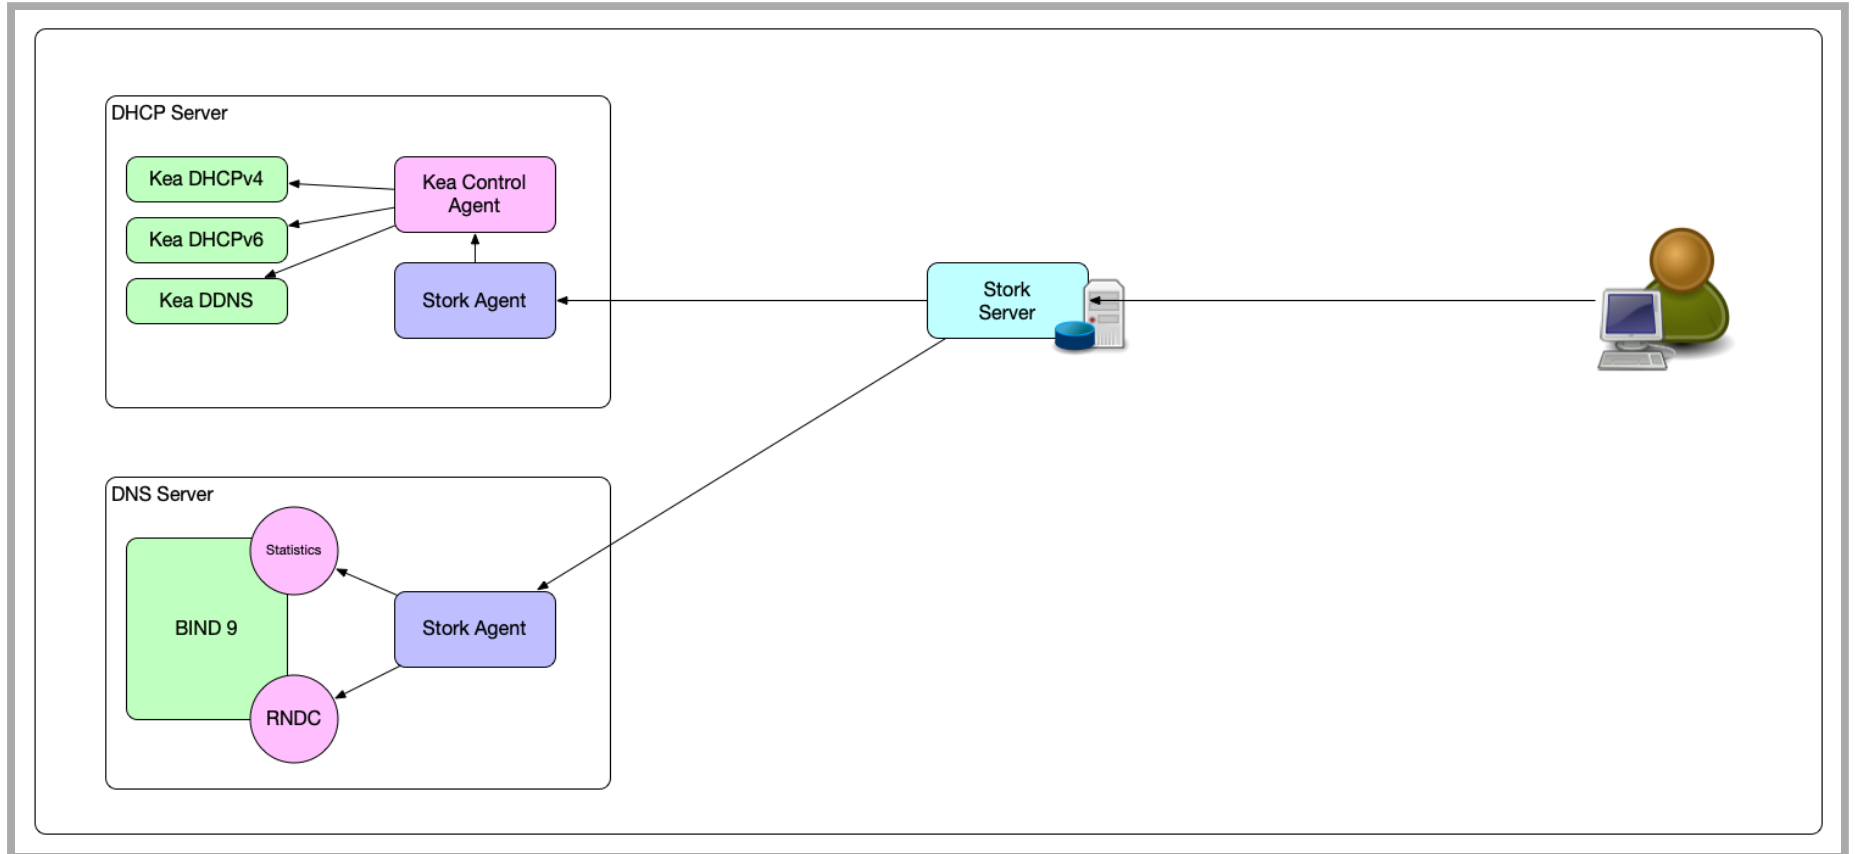 DHCP Server
Kea DHCPv4
Kea Control
Agent
Kea DHCPv6
Kea DDNS
Stork Agent
Stork
Server
DNS Server
Statistics
BIND 9
Stork Agent
RNDC